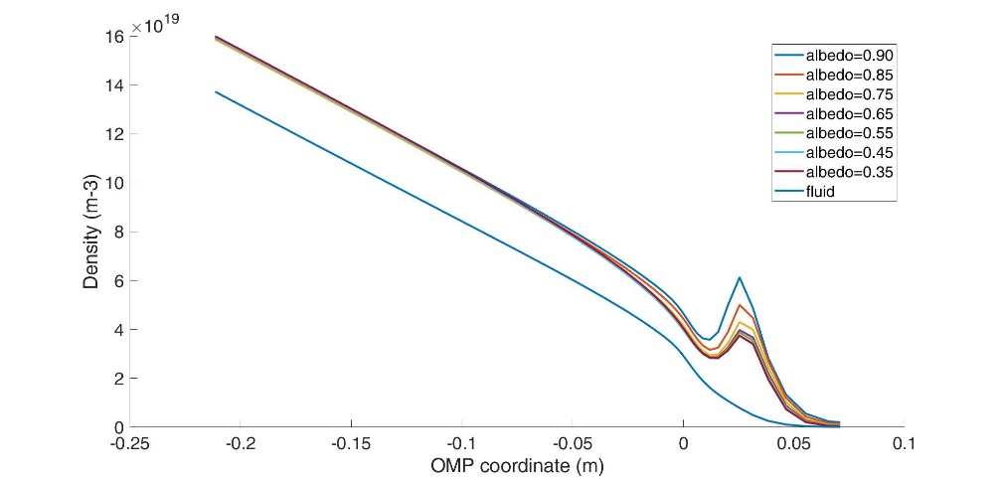 ×10^19
16
14
12
10
8
6
4
2
0
Density (m-3)
-0.25
-0.2
-0.15
-0.1
-0.05
0
0.05
0.1
OMP coordinate (m)
albedo=0.90
albedo=0.85
albedo=0.75
albedo=0.65
albedo=0.55
albedo=0.45
albedo=0.35
fluid